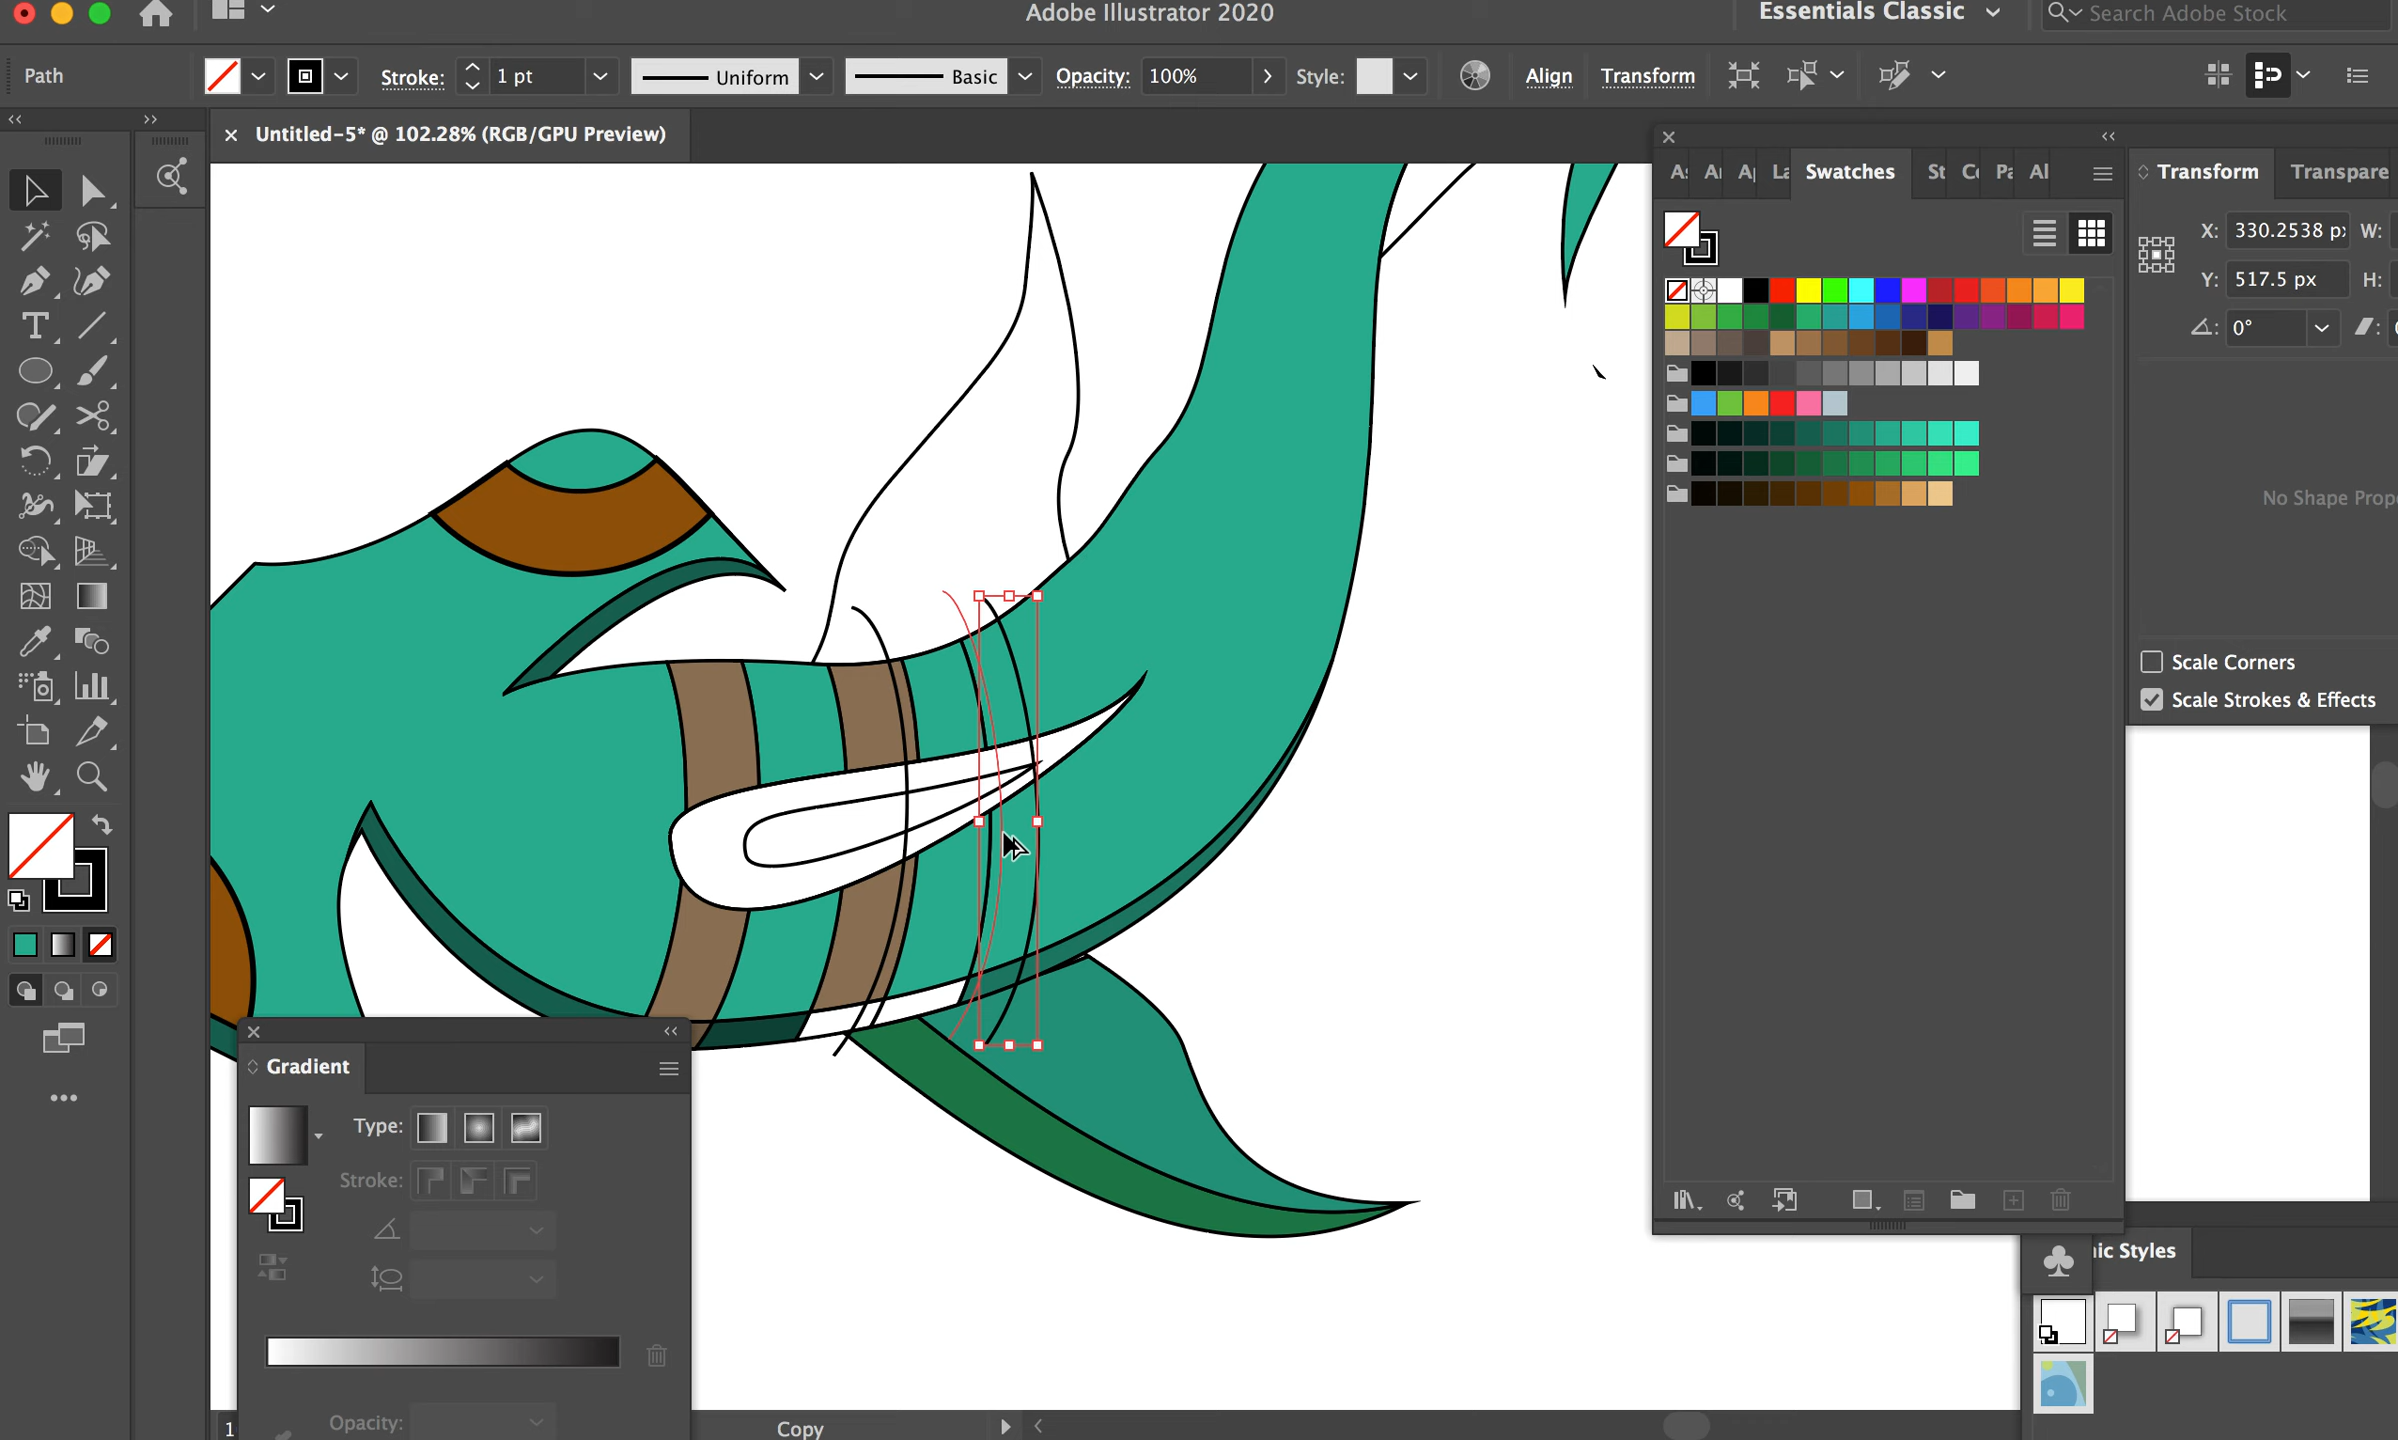 Adobe Illustrator 2020
Essentials Classic
Search Adobe Stock
Path
Stroke:
1 pt
Uniform
Basic
Opacity:
100%
Style:
Align
Transform
Untitled-5* @ 102.28% (RGB/GPU Preview)
Swatches
Transform
Transpare
X:
330.2538 px
W:
Y:
517.5 px
H:
0°
No Shape Prop
Scale Corners
Scale Strokes & Effects
Gradient
Type:
Stroke:
Opacity:
ic Styles
1
Copy